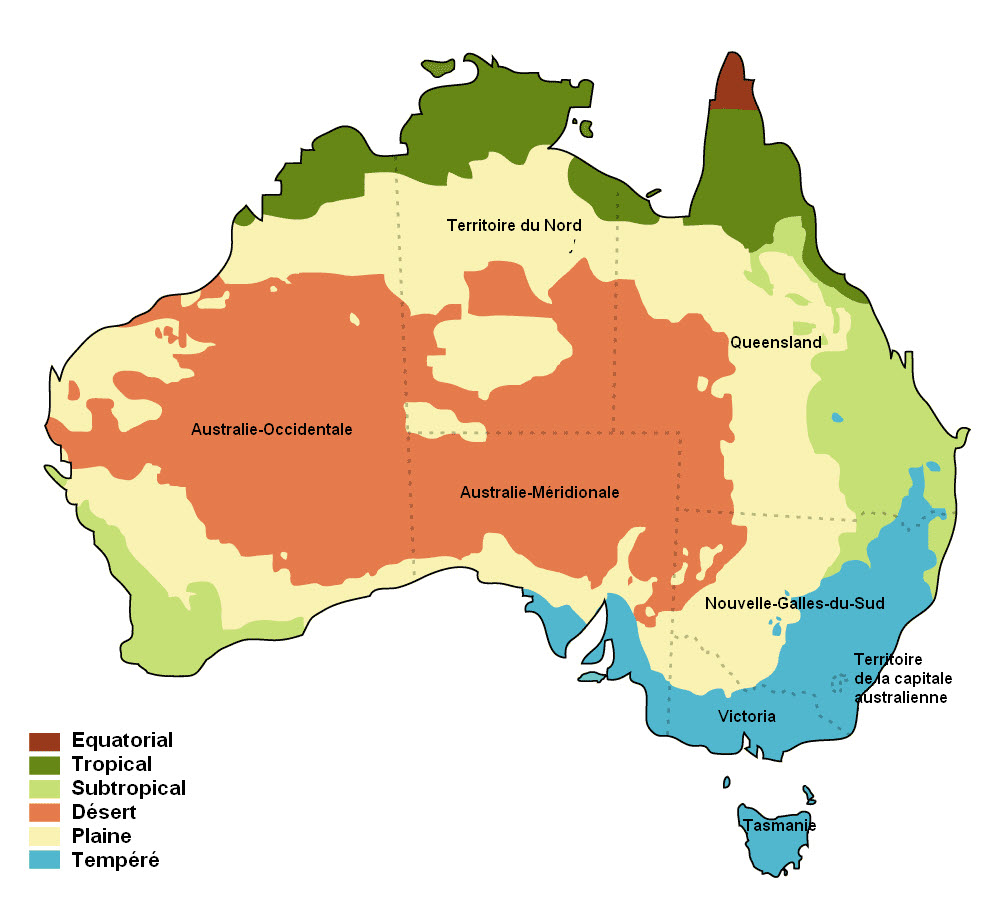 Territoire du Nord
Queensland
Australie-Occidentale
Australie-Méridionale
Nouvelle-Galles-du-Sud
Territoire
de la capitale
australienne
Victoria
Tasmanie
Equatorial
Tropical
Subtropical
Désert
Plaine
Tempéré